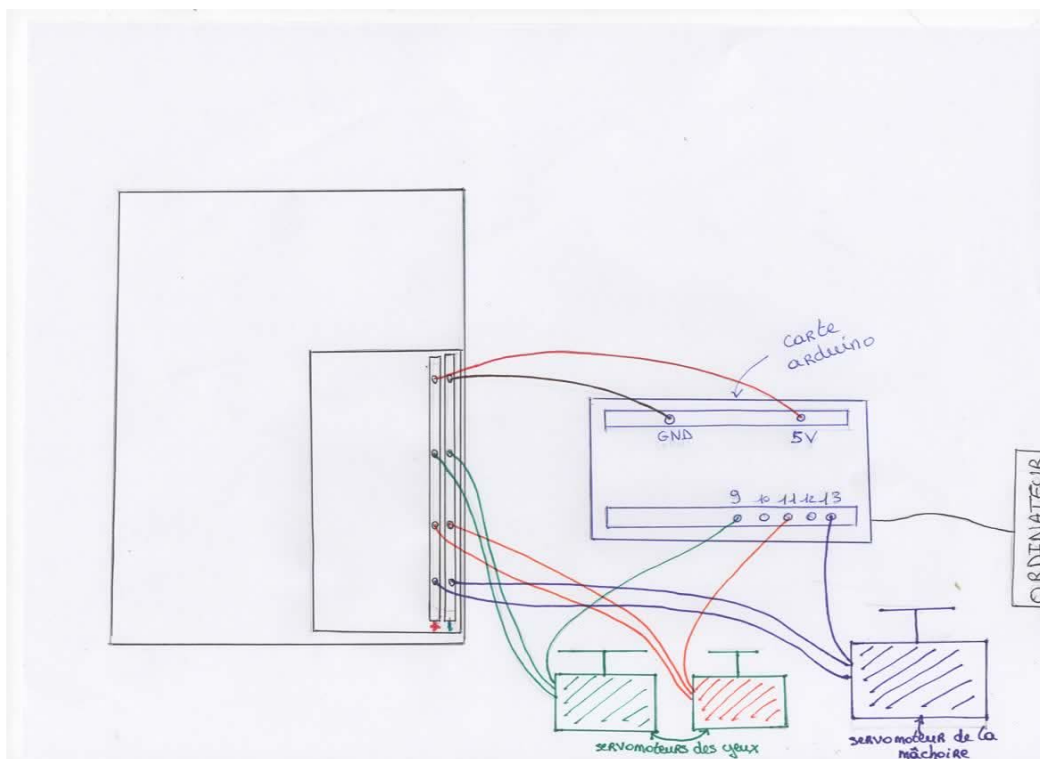 carte
arduino
GND 5V
9 10 11 12 13
ORDINATEUR
+ -
servomoteurs des yeux
servomoteur de la
mâchoire